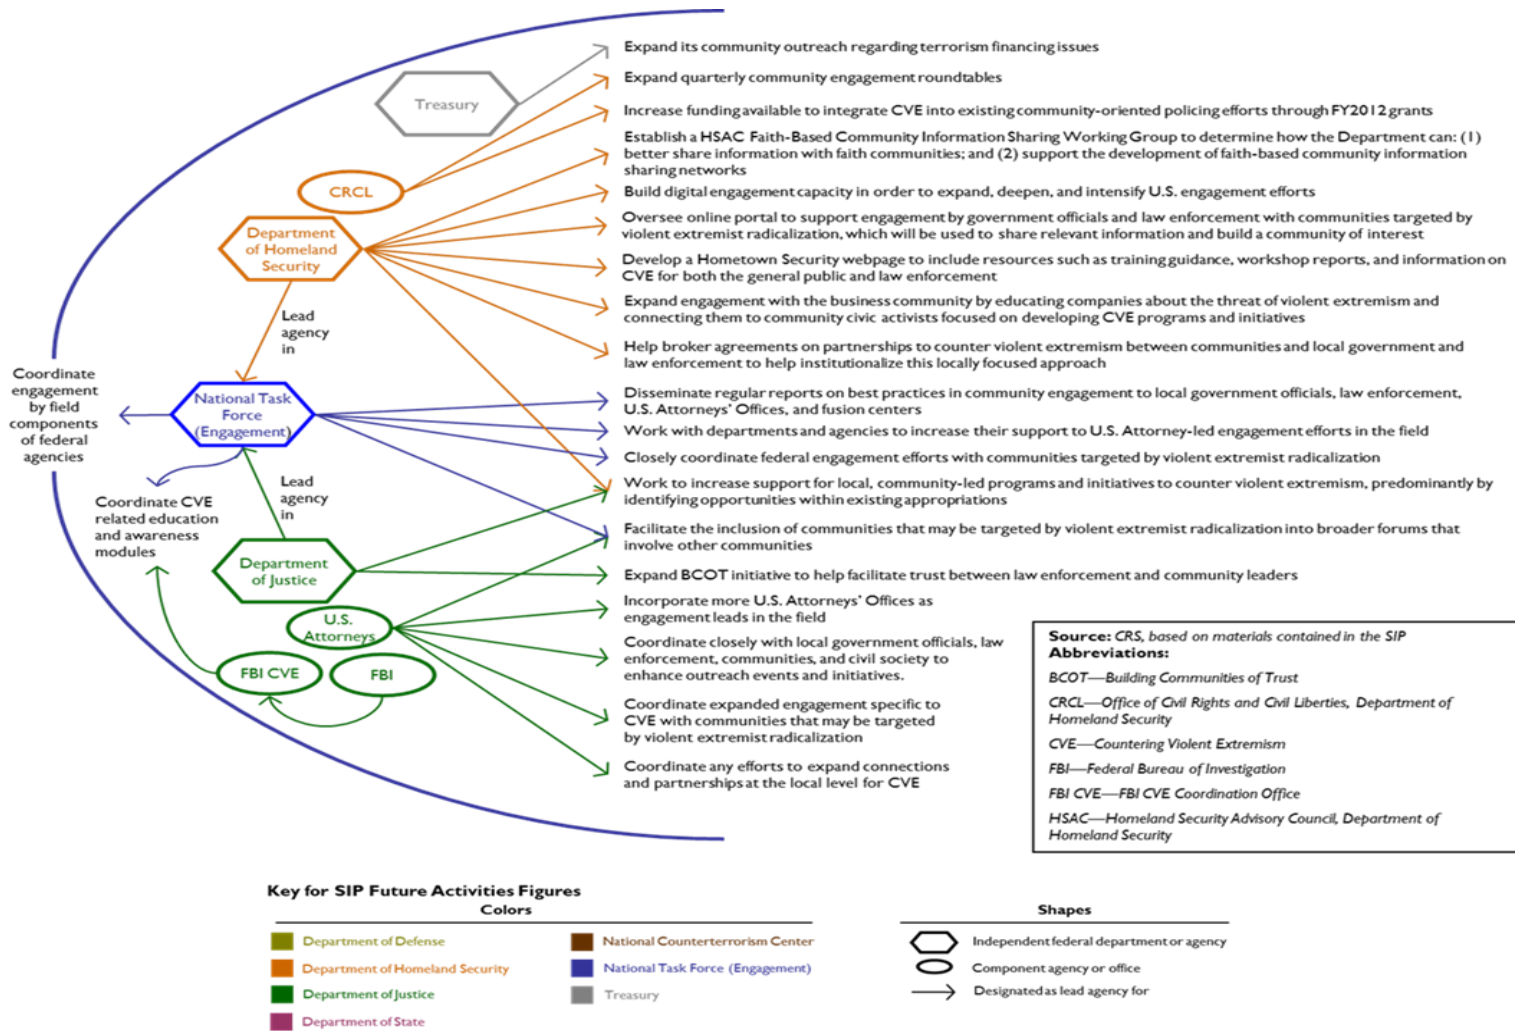 Treasury
Expand its community outreach regarding terrorism financing issues
Expand quarterly community engagement roundtables
Increase funding available to integrate CVE into existing community-oriented policing efforts through FY2012 grants
Establish a HSAC Faith-Based Community Information Sharing Working Group to determine how the Department can: (1)
better share information with faith communities; and (2) support the development of faith-based community information
sharing networks
CRCL
Build digital engagement capacity in order to expand, deepen, and intensify U.S. engagement efforts
Department
of Homeland
Security
Oversee online portal to support engagement by government officials and law enforcement with communities targeted by
violent extremist radicalization, which will be used to share relevant information and build a community of interest
Develop a Hometown Security webpage to include resources such as training guidance, workshop reports, and information on
CVE for both the general public and law enforcement
Expand engagement with the business community by educating companies about the threat of violent extremism and
connecting them to community civic activists focused on developing CVE programs and initiatives
Lead
agency
in
Help broker agreements on partnerships to counter violent extremism between communities and local government and
law enforcement to help institutionalize this locally focused approach
Coordinate
engagement
by field
components
of federal
agencies
National Task
Force
(Engagement)
Disseminate regular reports on best practices in community engagement to local government officials, law enforcement,
U.S. Attorneys' Offices, and fusion centers
Work with departments and agencies to increase their support to U.S. Attorney-led engagement efforts in the field
Closely coordinate federal engagement efforts with communities targeted by violent extremist radicalization
Lead
agency
in
Work to increase support for local, community-led programs and initiatives to counter violent extremism, predominantly by
identifying opportunities within existing appropriations
Coordinate CVE
related education
and awareness
modules
Facilitate the inclusion of communities that may be targeted by violent extremist radicalization into broader forums that
involve other communities
Department
of Justice
Expand BCOT initiative to help facilitate trust between law enforcement and community leaders
U.S.
Attorneys
Incorporate more U.S. Attorneys' Offices as
engagement leads in the field
FBI CVE
FBI
Coordinate closely with local government officials, law
enforcement, communities, and civil society to
enhance outreach events and initiatives.
Coordinate expanded engagement specific to
CVE with communities that may be targeted
by violent extremist radicalization
Coordinate any efforts to expand connections
and partnerships at the local level for CVE
Source: CRS, based on materials contained in the SIP
Abbreviations:
BCOT—Building Communities of Trust
CRCL—Office of Civil Rights and Civil Liberties, Department of
Homeland Security
CVE—Countering Violent Extremism
FBI—Federal Bureau of Investigation
FBI CVE—FBI CVE Coordination Office
HSAC—Homeland Security Advisory Council, Department of
Homeland Security
Key for SIP Future Activities Figures
Colors
Department of Defense
Department of Homeland Security
Department of Justice
Department of State
National Counterterrorism Center
National Task Force (Engagement)
Treasury
Shapes
Independent federal department or agency
Component agency or office
Designated as lead agency for